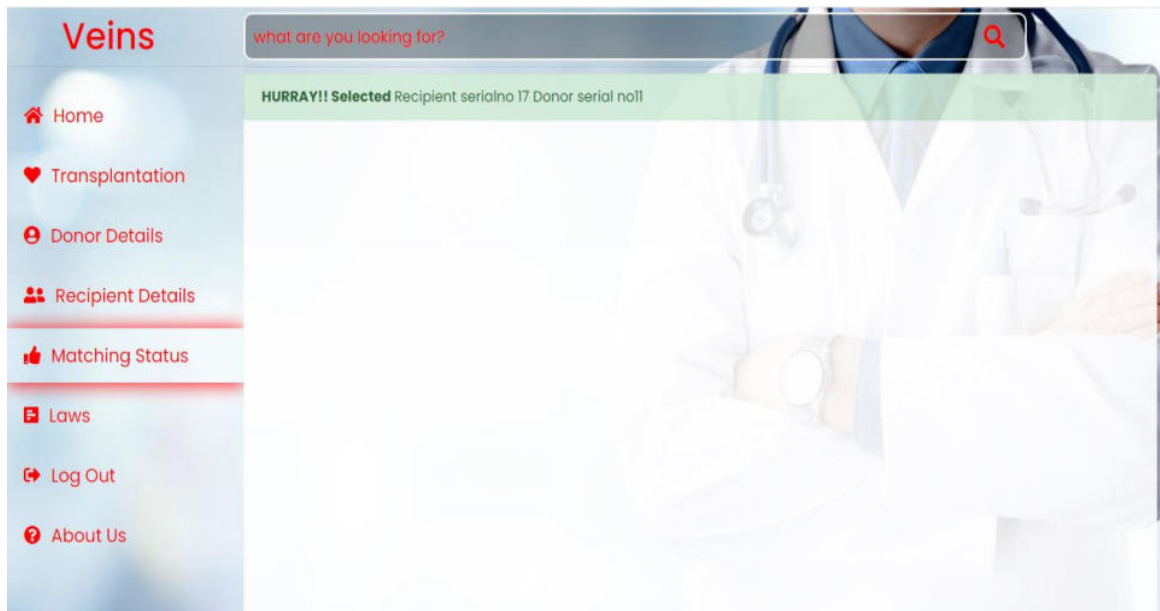 Veins
what are you looking for?
HURRAY!! Selected Recipient serialno 17 Donor serial no11
Home
Transplantation
Donor Details
Recipient Details
Matching Status
Laws
Log Out
About Us